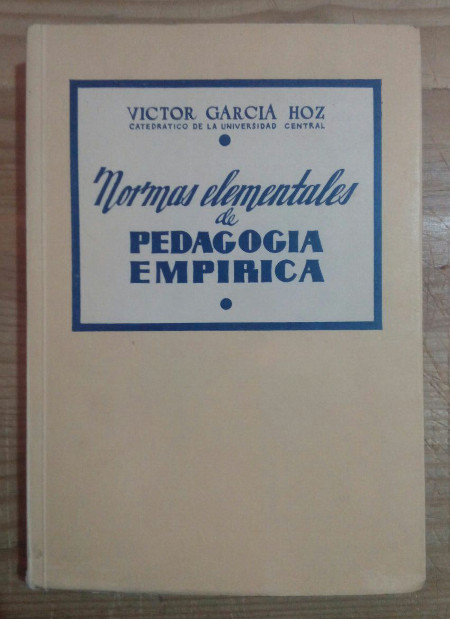 VICTOR GARCIA HOZ
CATEDRATICO DE LA UNIVERSIDAD CENTRAL
Normas elementales
de
PEDAGOGIA
EMPIRICA